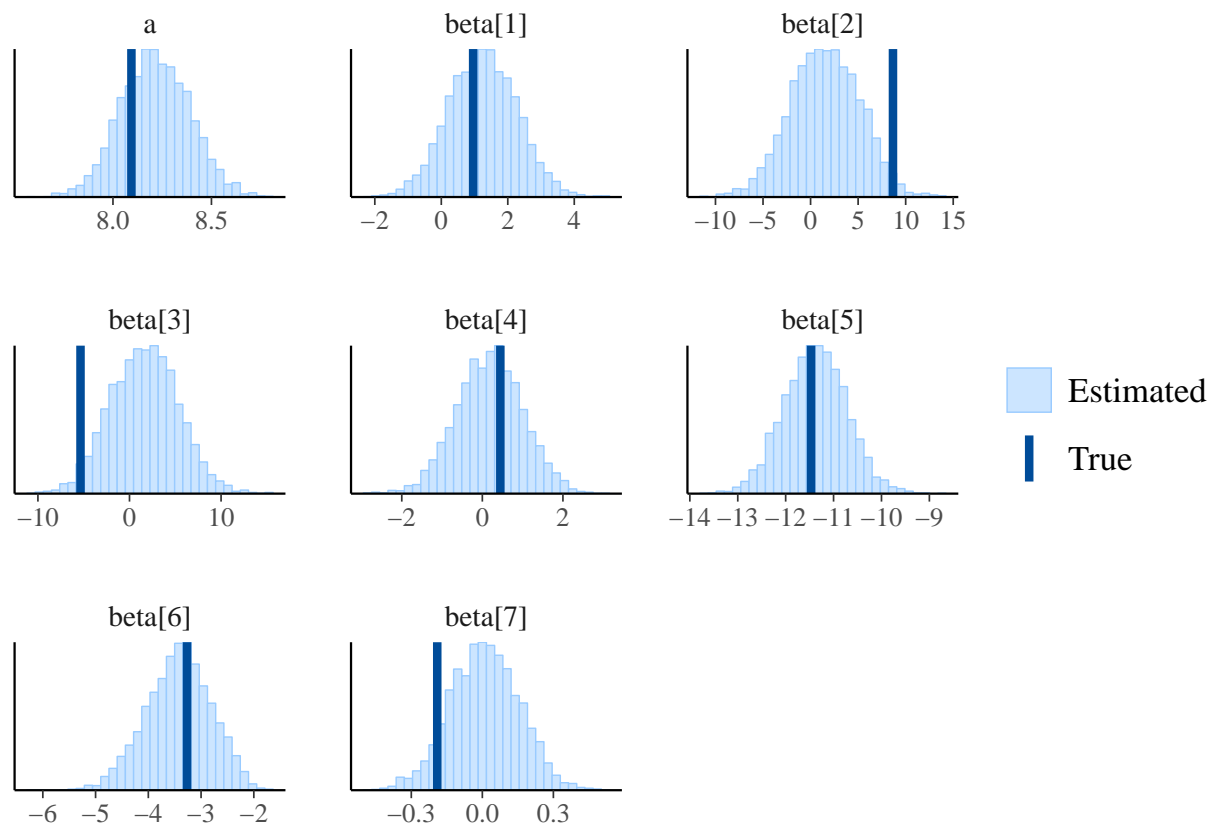 a
beta[1]
beta[2]
8.0 8.5
−2 0 2 4
−10 −5 0 5 10 15
beta[3]
beta[4]
beta[5]
−10 0 10
−2 0 2
−14 −13 −12 −11 −10 −9
Estimated
True
beta[6]
beta[7]
−6 −5 −4 −3 −2
−0.3 0.0 0.3